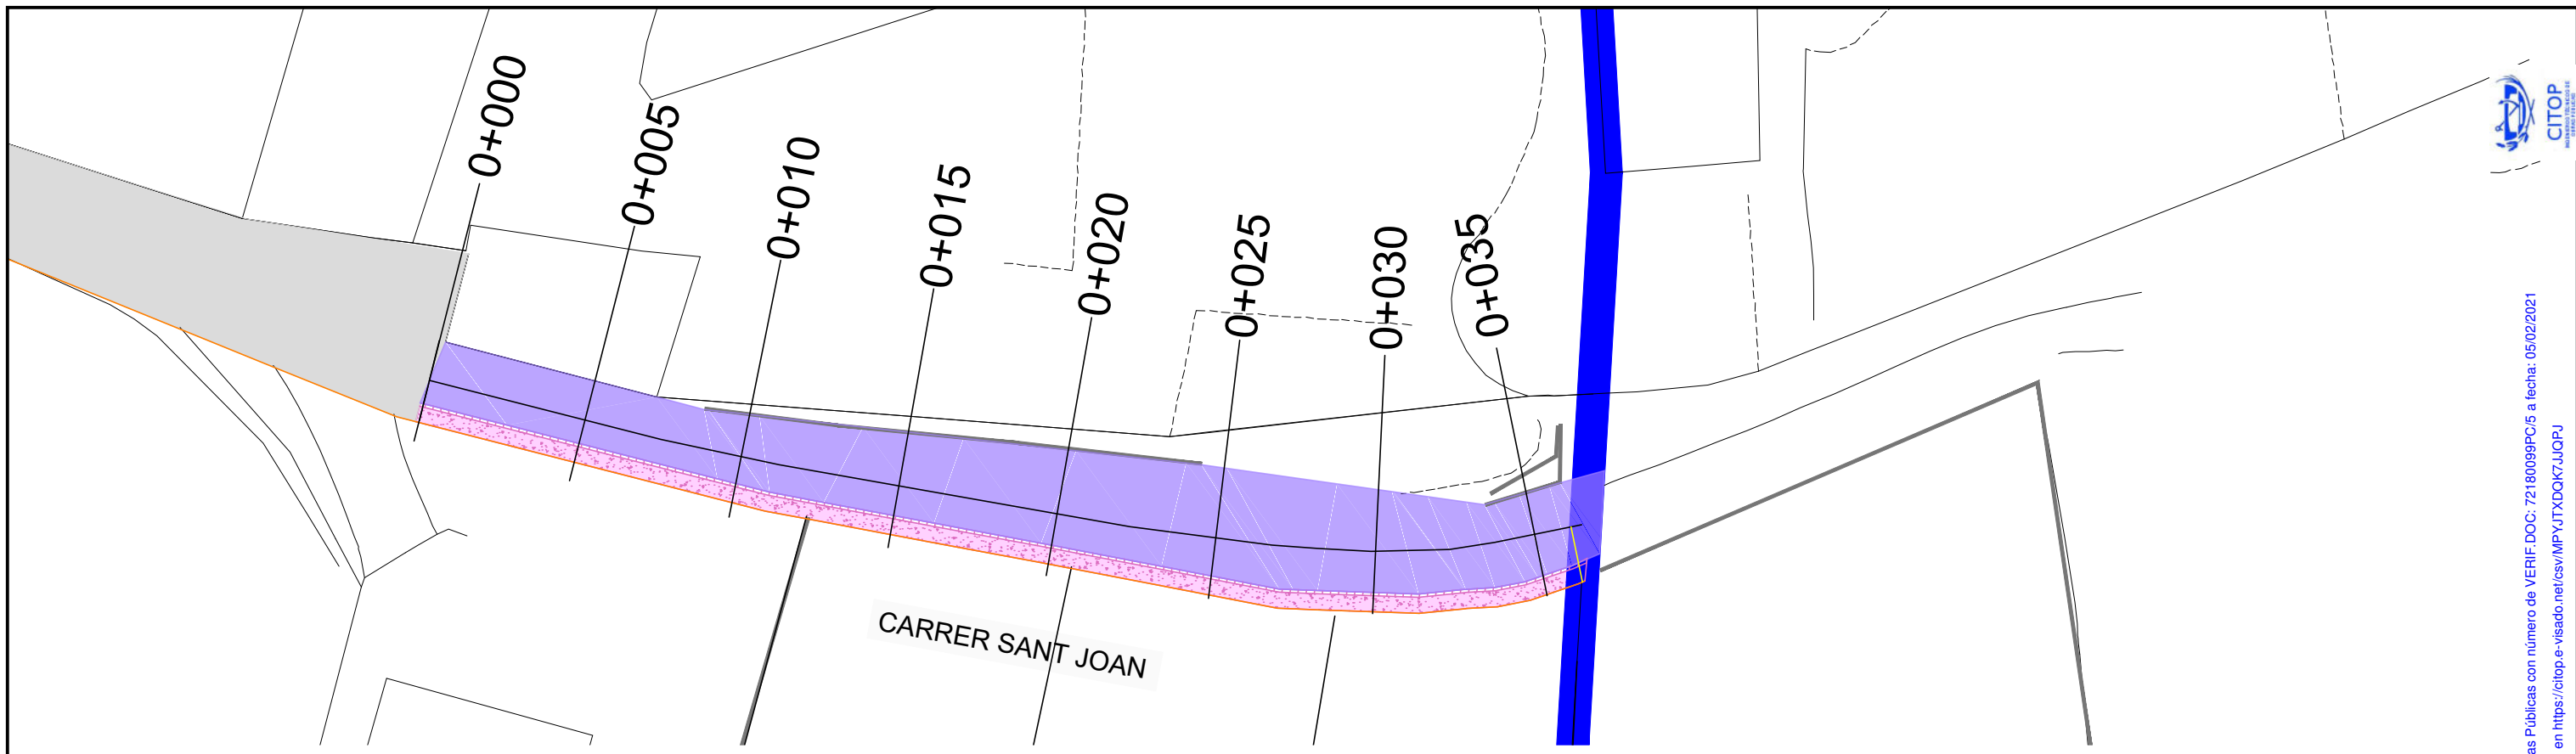 0+000
0+005
0+010
0+015
0+020
0+025
0+030
0+035
CARRER SANT JOAN
CITOP
as Públicas con número de VERIF.DOC: 72180099PC/5 a fecha: 05/02/2021
en https://citop.e-visado.net/csv/MPYJTXDQK7JJQPJ